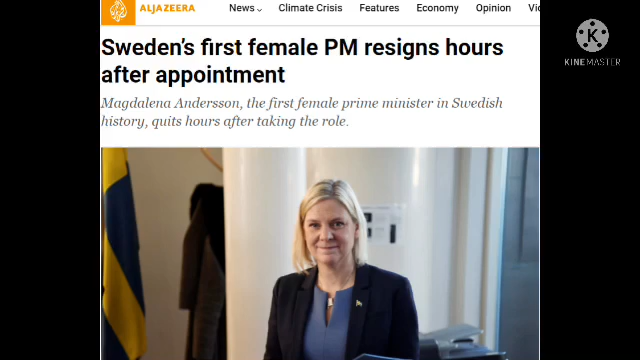 ALJAZEERA News Climate Crisis Features Economy Opinion
Sweden's first female PM resigns hours
after appointment
Magdalena Andersson, the first female prime minister in Swedish
history, quits hours after taking the role.
KINEMASTER